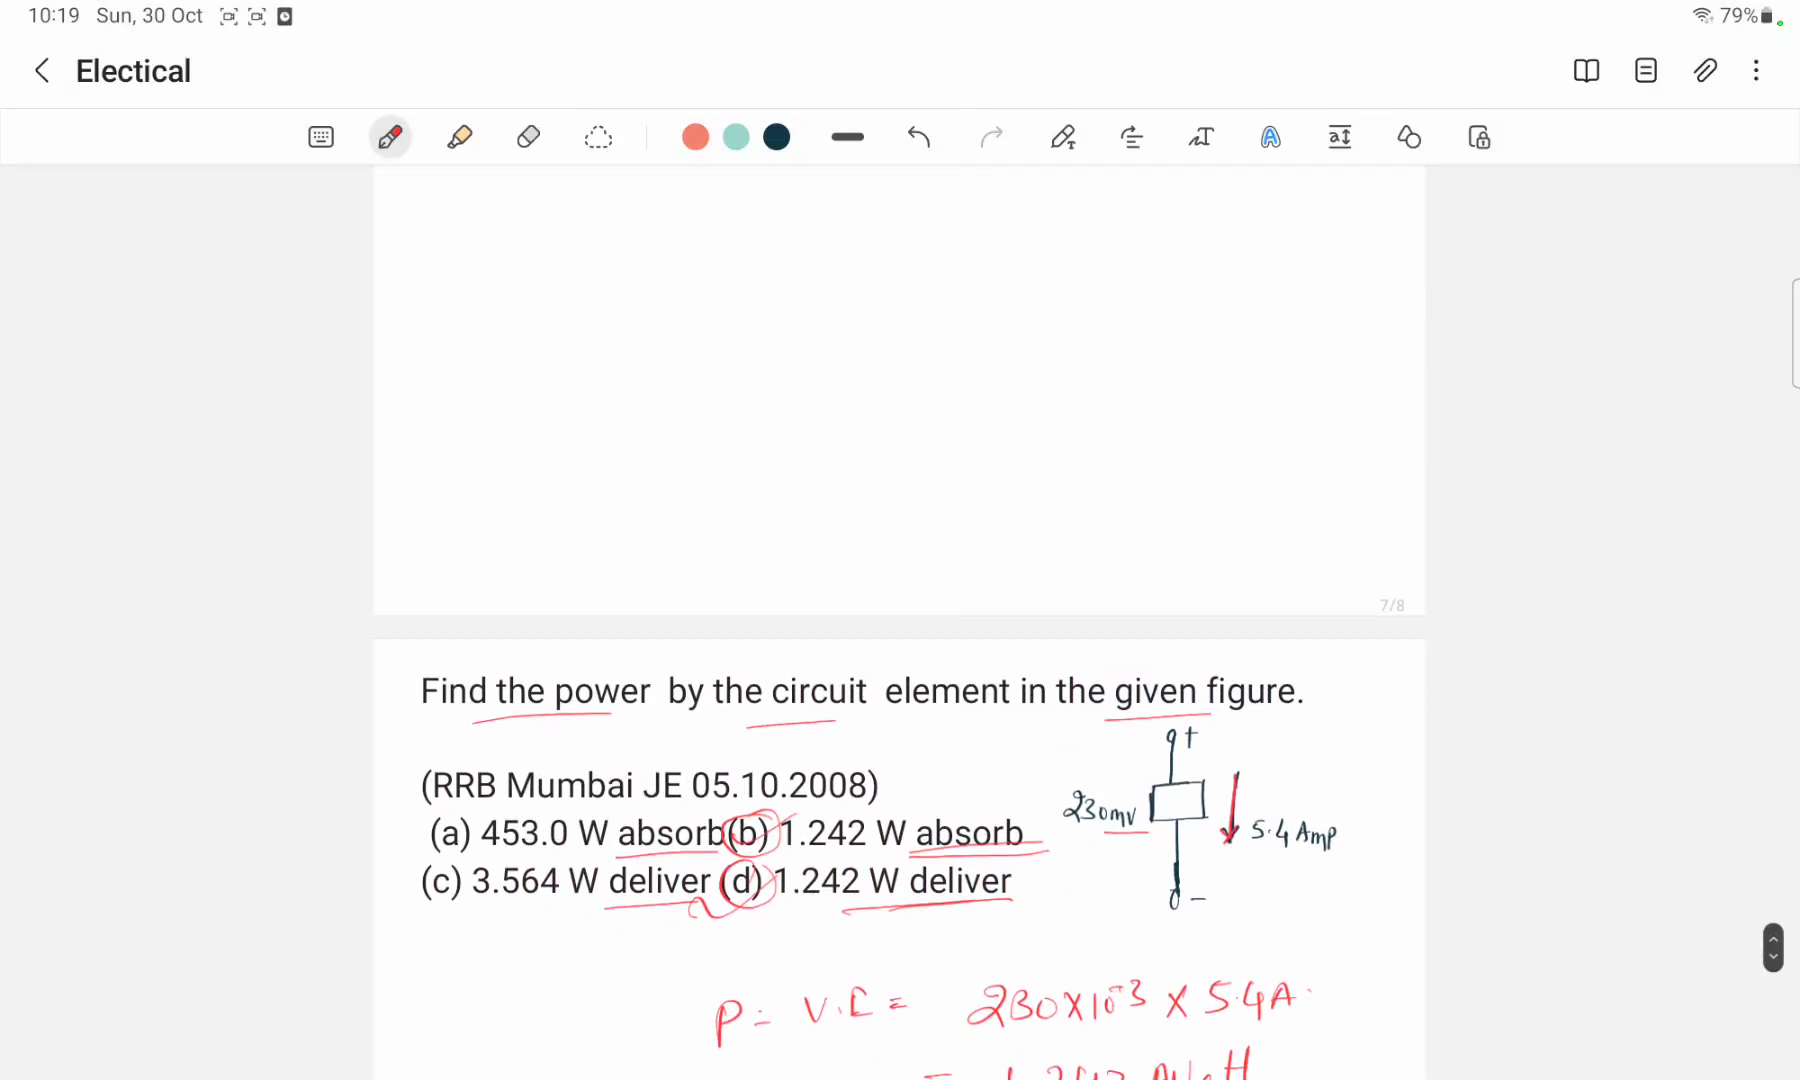 10:19 Sun, 30 Oct
79%
Electical
7/8
Find the power by the circuit element in the given figure.
(RRB Mumbai JE 05.10.2008)
(a) 453.0 W absorb(b) 1.242 W absorb
(c) 3.564 W deliver (d) 1.242 W deliver
+
230mv
5.4 Amp
-
P = V.I = 230×10⁻³ × 5.4A.